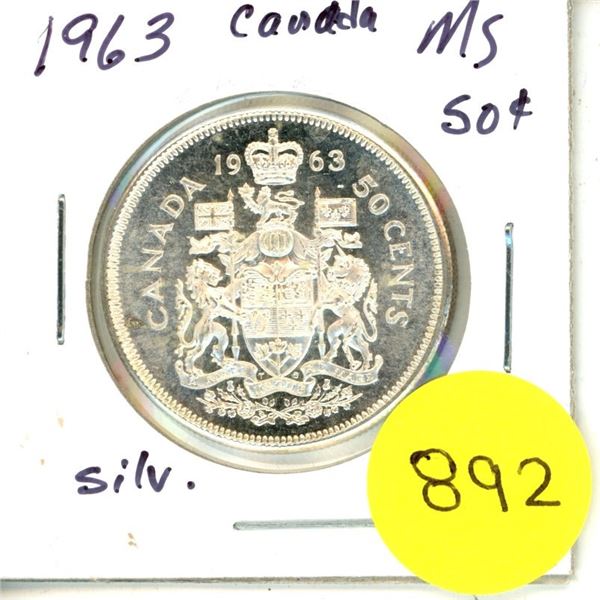 1963 Canada MS
50¢
19 63
CANADA
50 CENTS
silv.
892